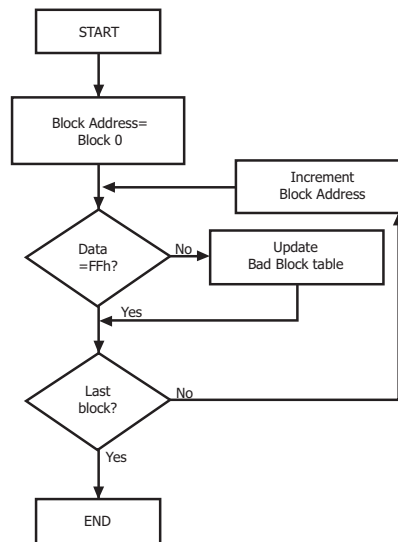 START
Block Address=
Block 0
Increment
Block Address
Data
=FFh?
No
Update
Bad Block table
Yes
Last
block?
No
Yes
END